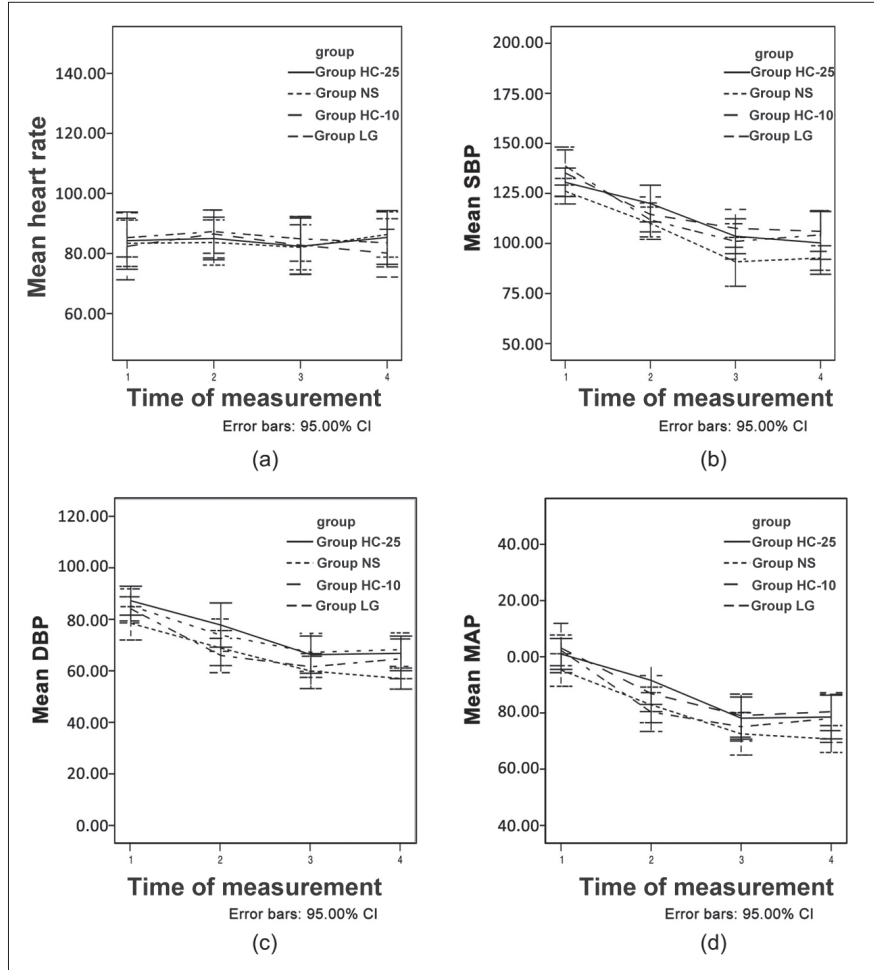 group
Group HC-25
Group NS
Group HC-10
Group LG
140.00
120.00
100.00
80.00
60.00
Mean heart rate
1 2 3 4
Time of measurement
Error bars: 95.00% CI
(a)
group
Group HC-25
Group NS
Group HC-10
Group LG
200.00
150.00
125.00
100.00
75.00
50.00
Mean SBP
1 2 3 4
Time of measurement
Error bars: 95.00% CI
(b)
group
Group HC-25
Group NS
Group HC-10
Group LG
120.00
100.00
80.00
60.00
40.00
0.00
Mean DBP
1 2 3 4
Time of measurement
Error bars: 95.00% CI
(c)
group
Group HC-25
Group NS
Group HC-10
Group LG
40.00
20.00
0.00
80.00
60.00
40.00
Mean MAP
1 2 3 4
Time of measurement
Error bars: 95.00% CI
(d)